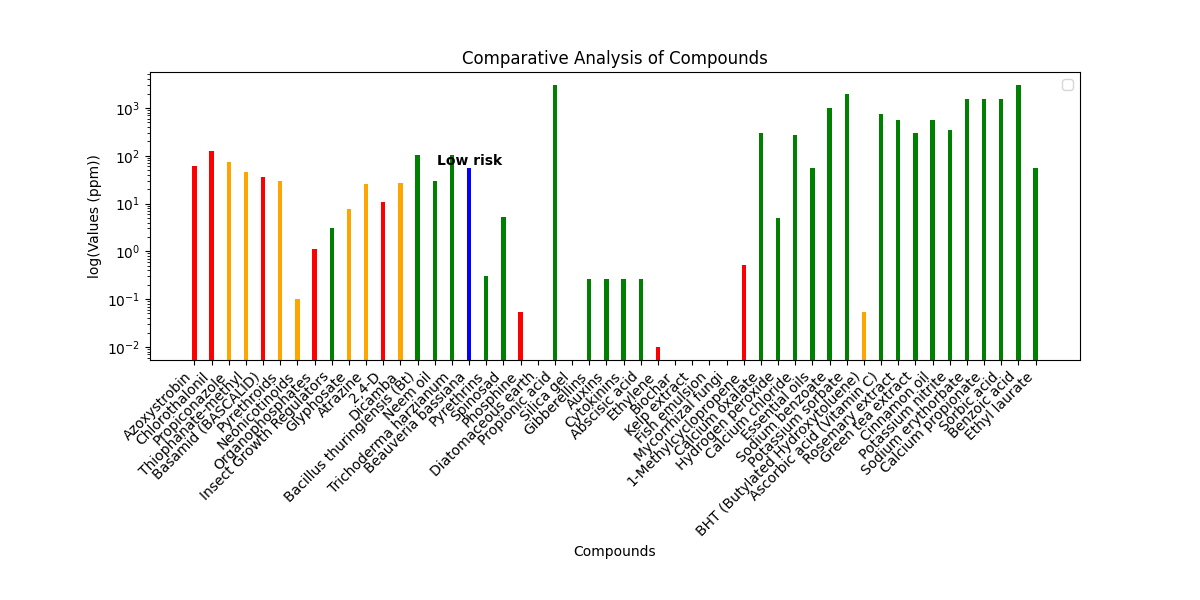 Comparative Analysis of Compounds
log(Values (ppm))
10³
10²
10¹
10⁰
10⁻¹
10⁻²
Low risk
Azoxystrobin
Chlorothalonil
Propiconazole
Thiophanate-methyl
Basamid (BASCALID)
Pyrethroids
Neonicotinoids
Organophosphates
Insect Growth Regulators
Glyphosate
Atrazine
2,4-D
Dicamba
Bacillus thuringiensis (Bt)
Neem oil
Trichoderma harzianum
Beauveria bassiana
Pyrethrins
Spinosad
Phosphine
Diatomaceous earth
Propionic acid
Silica gel
Gibberellins
Auxins
Cytokinins
Abscisic acid
Ethylene
Biochar
Kelp extract
Fish emulsion
Mycorrhizal fungi
1-Methylcyclopropene
Calcium oxalate
Hydrogen peroxide
Calcium chloride
Essential oils
Sodium benzoate
Potassium sorbate
BHT (Butylated Hydroxytoluene)
Ascorbic acid (Vitamin C)
Rosemary extract
Green tea extract
Cinnamon oil
Potassium nitrite
Sodium erythorbate
Calcium propionate
Sorbic acid
Benzoic acid
Ethyl laurate
Compounds